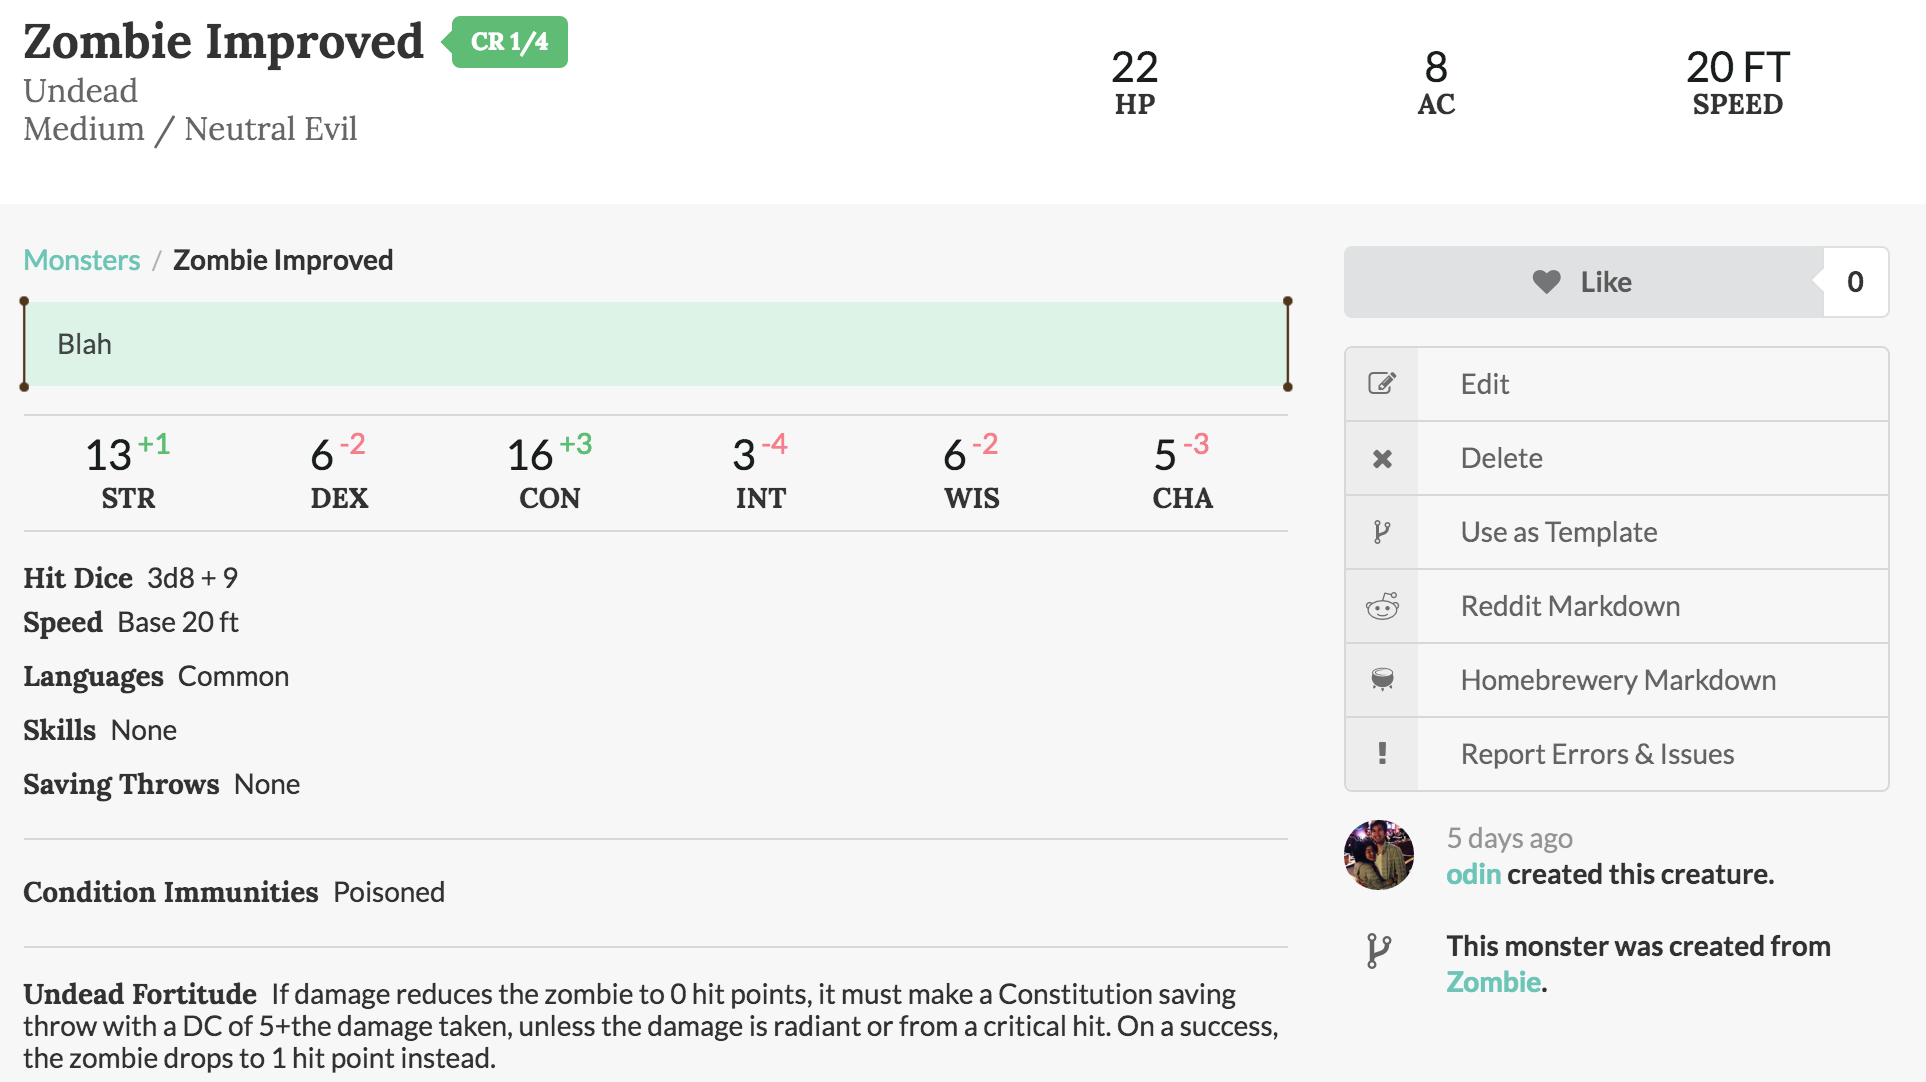 Zombie Improved
CR 1/4
Undead
Medium / Neutral Evil
22
HP
8
AC
20 FT
SPEED
Monsters / Zombie Improved
Blah
13 +1
STR
6 -2
DEX
16 +3
CON
3 -4
INT
6 -2
WIS
5 -3
CHA
Hit Dice 3d8 + 9
Speed Base 20 ft
Languages Common
Skills None
Saving Throws None
Condition Immunities Poisoned
Undead Fortitude If damage reduces the zombie to 0 hit points, it must make a Constitution saving
throw with a DC of 5+the damage taken, unless the damage is radiant or from a critical hit. On a success,
the zombie drops to 1 hit point instead.
Like
0
Edit
Delete
Use as Template
Reddit Markdown
Homebrewery Markdown
Report Errors & Issues
5 days ago
odin created this creature.
This monster was created from
Zombie.